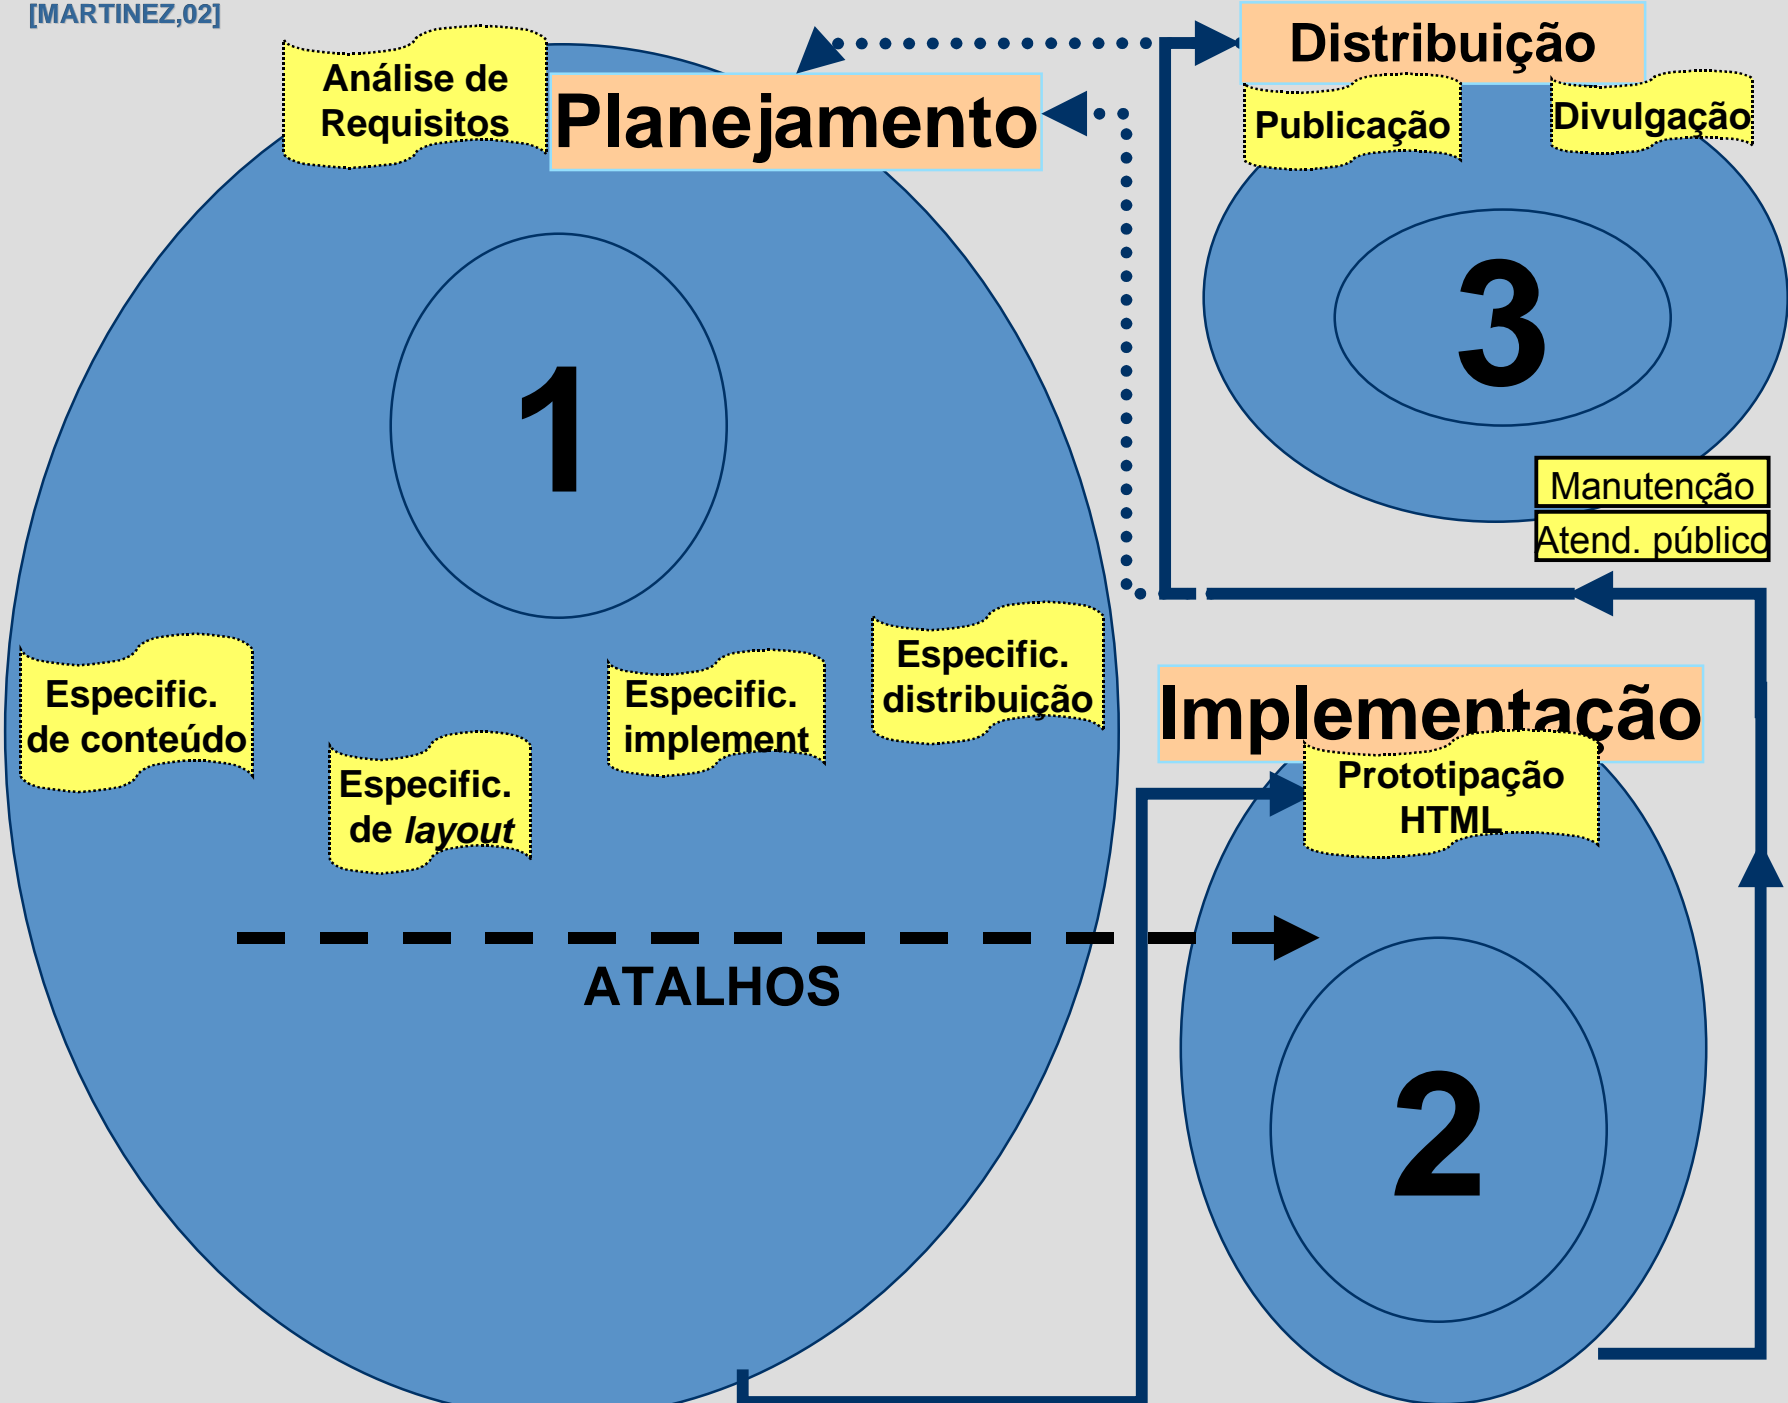 [MARTINEZ,02]
Análise de
Requisitos
Planejamento
1
Especific.
de conteúdo
Especific.
de layout
Especific.
implement
Especific.
distribuição
ATALHOS
Distribuição
Publicação
Divulgação
3
Manutenção
Atend. público
Implementação
Prototipação
HTML
2